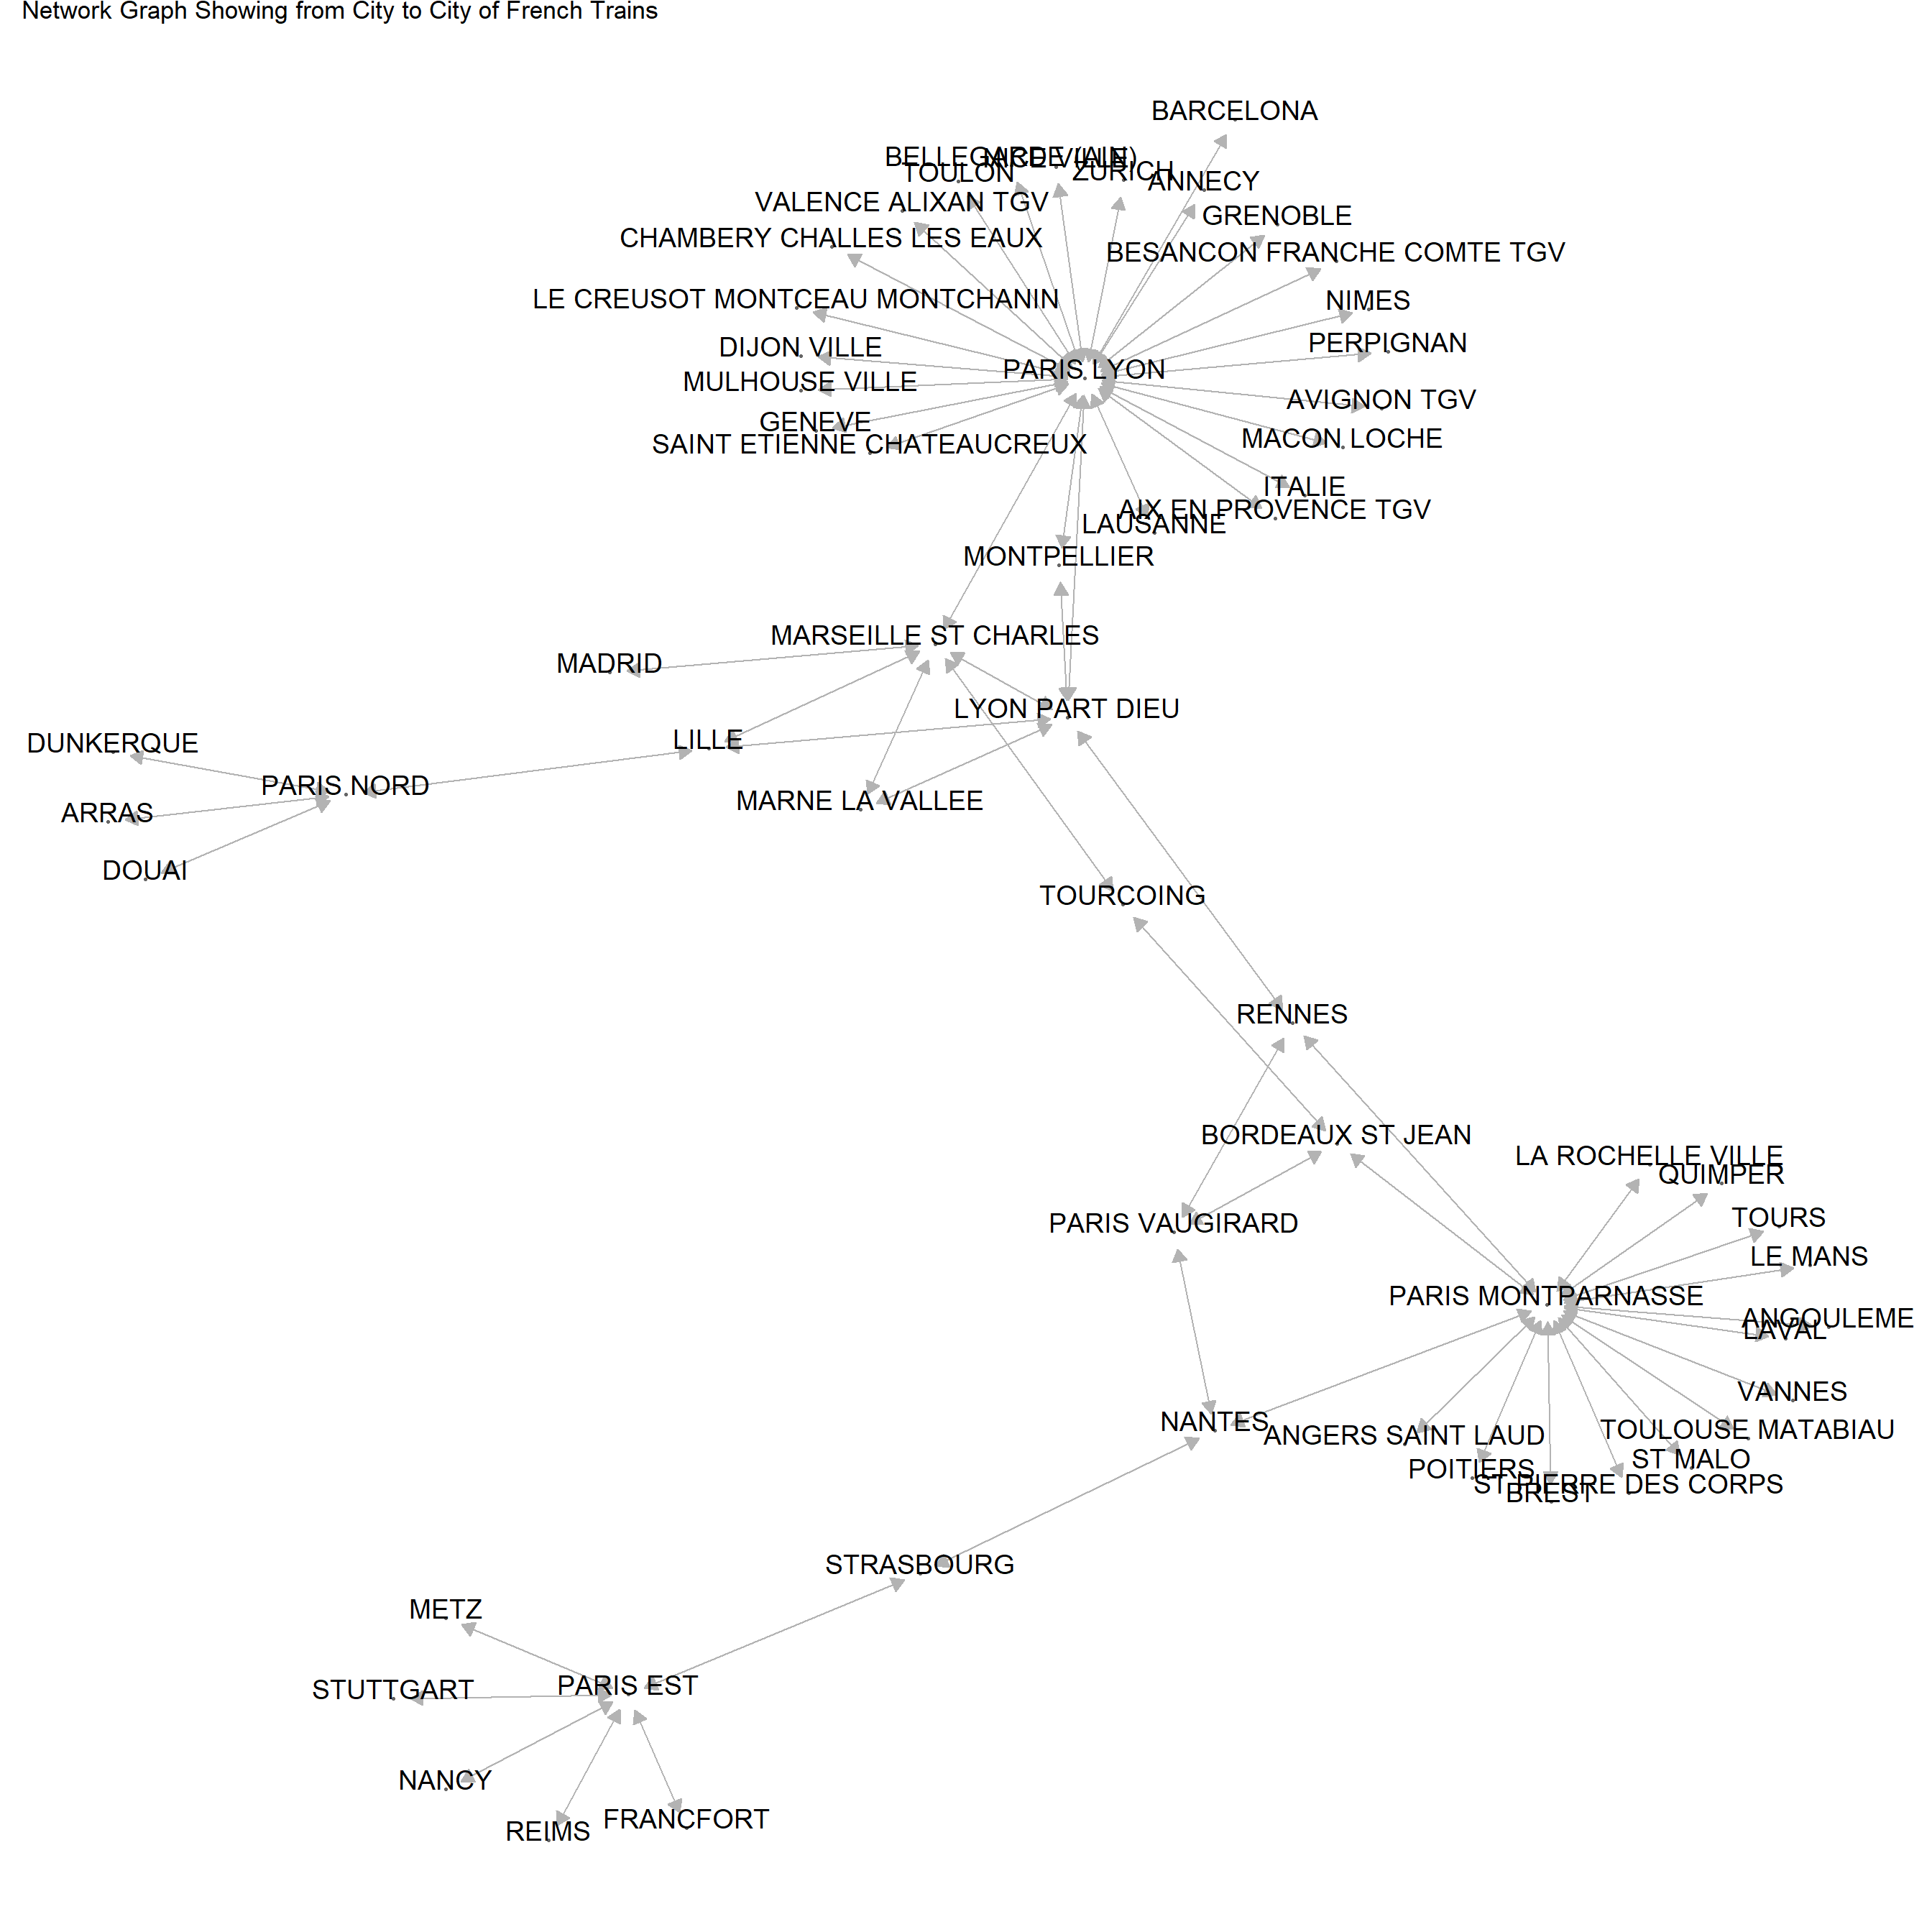 Network Graph Showing from City to City of French Trains
BARCELONA
BELLEGARDE (AIN)
NICE VILLE
TOULON
ZURICH
ANNECY
VALENCE ALIXAN TGV
GRENOBLE
CHAMBERY CHALLES LES EAUX
BESANCON FRANCHE COMTE TGV
LE CREUSOT MONTCEAU MONTCHANIN
NIMES
DIJON VILLE
PERPIGNAN
PARIS LYON
MULHOUSE VILLE
AVIGNON TGV
GENEVE
MACON LOCHE
SAINT ETIENNE CHATEAUCREUX
ITALIE
AIX EN PROVENCE TGV
LAUSANNE
MONTPELLIER
MARSEILLE ST CHARLES
MADRID
LYON PART DIEU
LILLE
DUNKERQUE
PARIS NORD
MARNE LA VALLEE
ARRAS
DOUAI
TOURCOING
RENNES
BORDEAUX ST JEAN
LA ROCHELLE VILLE
QUIMPER
TOURS
PARIS VAUGIRARD
LE MANS
PARIS MONTPARNASSE
ANGOULEME
LAVAL
VANNES
NANTES
TOULOUSE MATABIAU
ANGERS SAINT LAUD
ST MALO
POITIERS
ST PIERRE DES CORPS
BREST
STRASBOURG
METZ
PARIS EST
STUTTGART
NANCY
FRANCFORT
REIMS